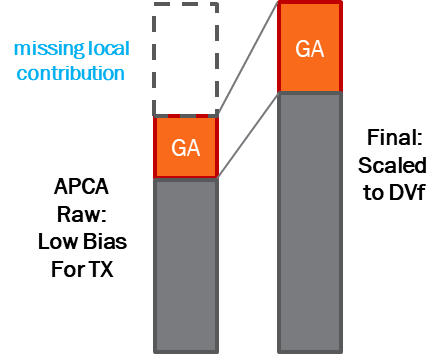 missing local
contribution
GA
GA
APCA
Raw:
Low Bias
For TX
Final:
Scaled
to DVf